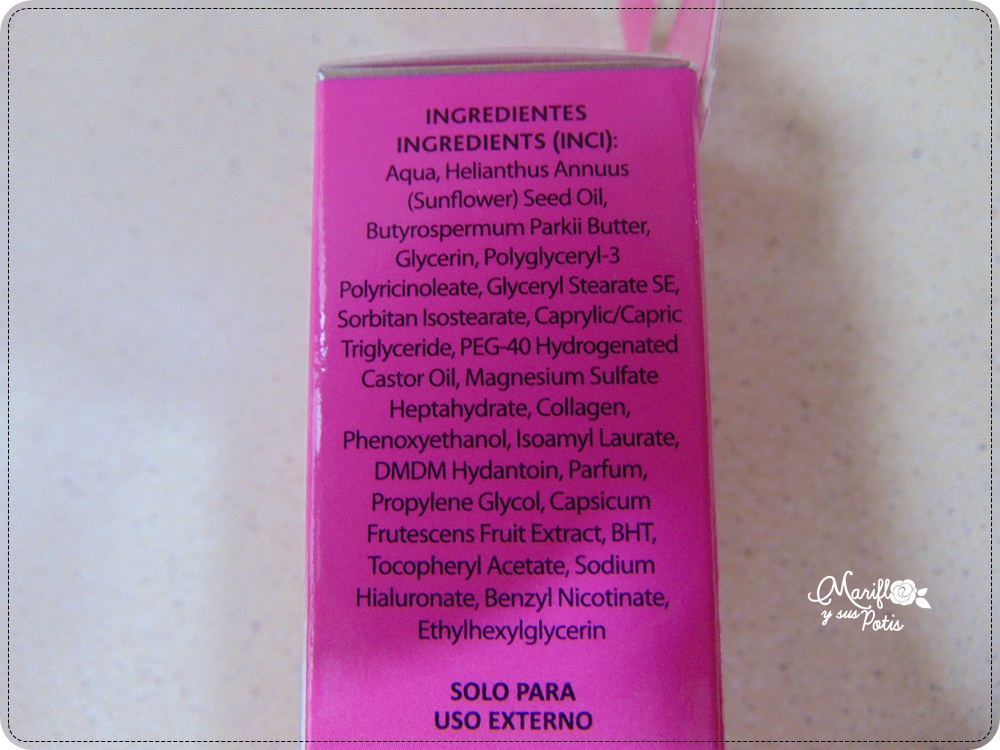 INGREDIENTES
INGREDIENTS (INCI):
Aqua, Helianthus Annuus
(Sunflower) Seed Oil,
Butyrospermum Parkii Butter,
Glycerin, Polyglyceryl-3
Polyricinoleate, Glyceryl Stearate SE,
Sorbitan Isostearate, Caprylic/Capric
Triglyceride, PEG-40 Hydrogenated
Castor Oil, Magnesium Sulfate
Heptahydrate, Collagen,
Phenoxyethanol, Isoamyl Laurate,
DMDM Hydantoin, Parfum,
Propylene Glycol, Capsicum
Frutescens Fruit Extract, BHT,
Tocopheryl Acetate, Sodium
Hialuronate, Benzyl Nicotinate,
Ethylhexylglycerin
SOLO PARA
USO EXTERNO
Mariflo
y sus
Potis